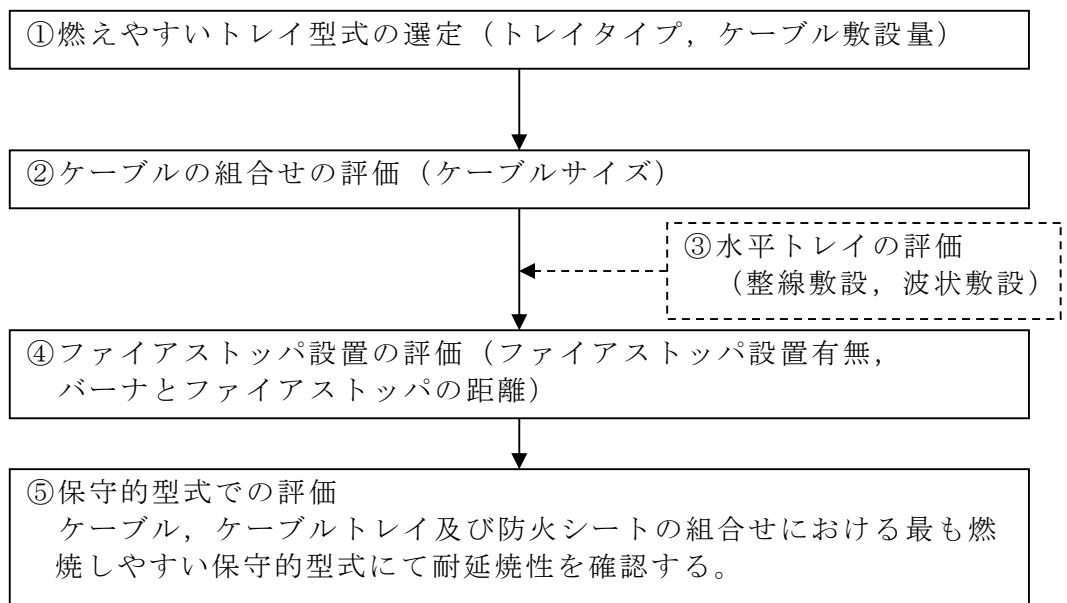 ①燃えやすいトレイ型式の選定（トレイタイプ，ケーブル敷設量）
②ケーブルの組合せの評価（ケーブルサイズ）
③水平トレイの評価
（整線敷設，波状敷設）
④ファイアストッパ設置の評価（ファイアストッパ設置有無，
バーナとファイアストッパの距離）
⑤保守的型式での評価
ケーブル，ケーブルトレイ及び防火シートの組合せにおける最も燃
焼しやすい保守的型式にて耐延焼性を確認する。